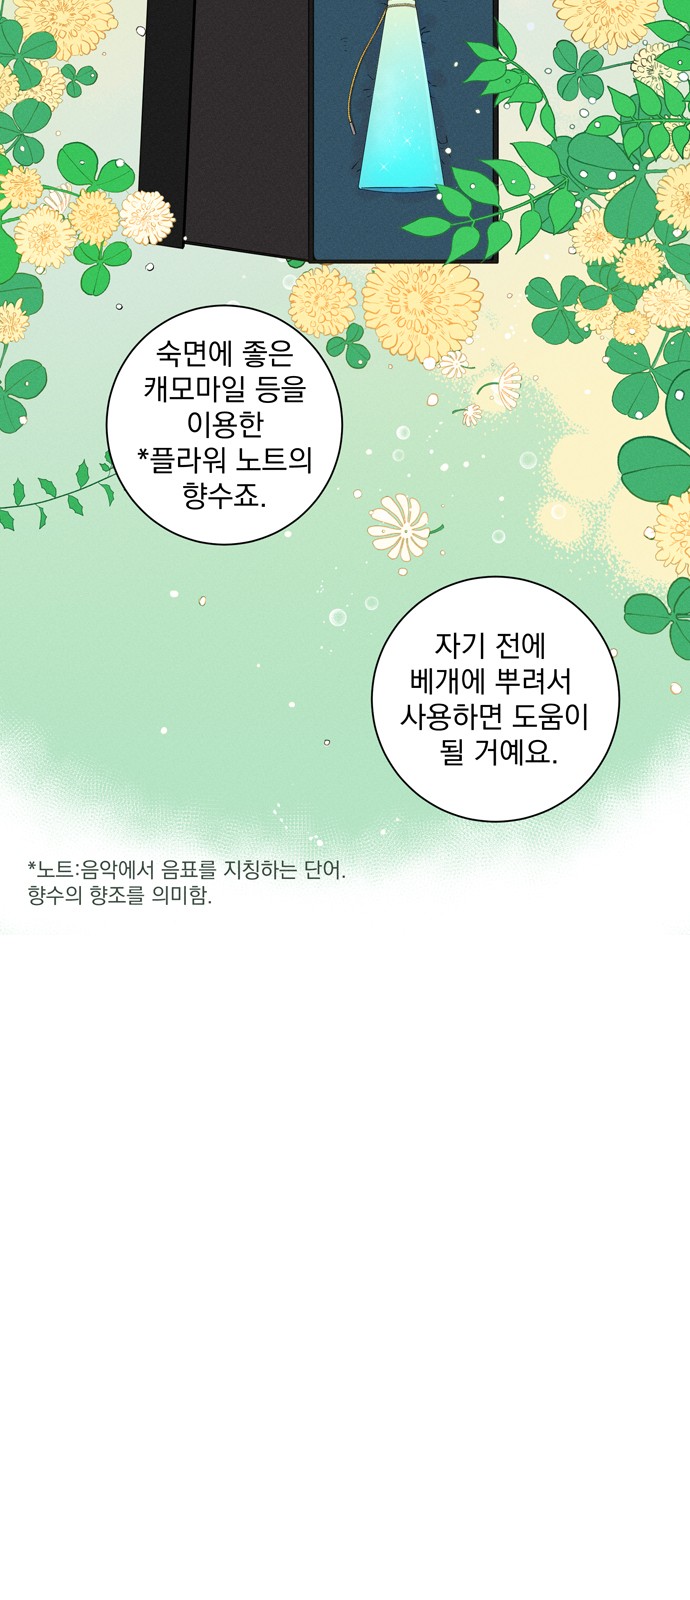 숙면에 좋은
캐모마일 등을
이용한
*플라워 노트의
향수죠.
자기 전에
베개에 뿌려서
사용하면 도움이
될 거예요.
*노트:음악에서 음표를 지칭하는 단어.
향수의 향조를 의미함.